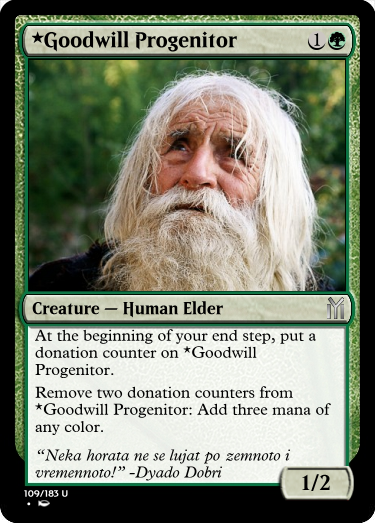 *Goodwill Progenitor 1
Creature — Human Elder
At the beginning of your end step, put a
donation counter on *Goodwill
Progenitor.
Remove two donation counters from
*Goodwill Progenitor: Add three mana of
any color.
“Neka horata ne se lujat po zemnoto i
vremennoto!” -Dyado Dobri
1/2
109/183 U